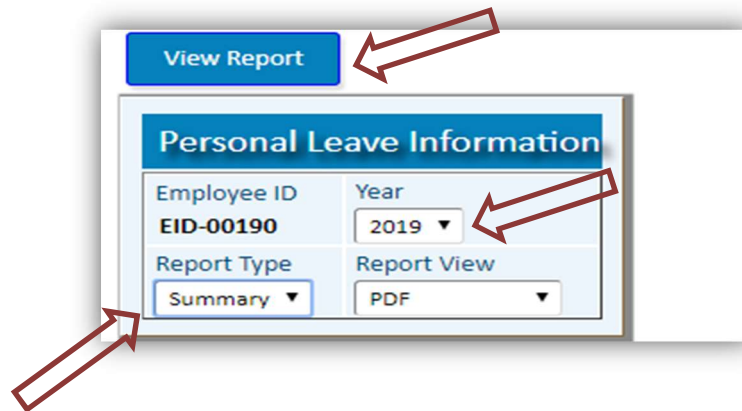 View Report
Personal Leave Information
Employee ID Year
EID-00190 2019
Report Type Report View
Summary PDF